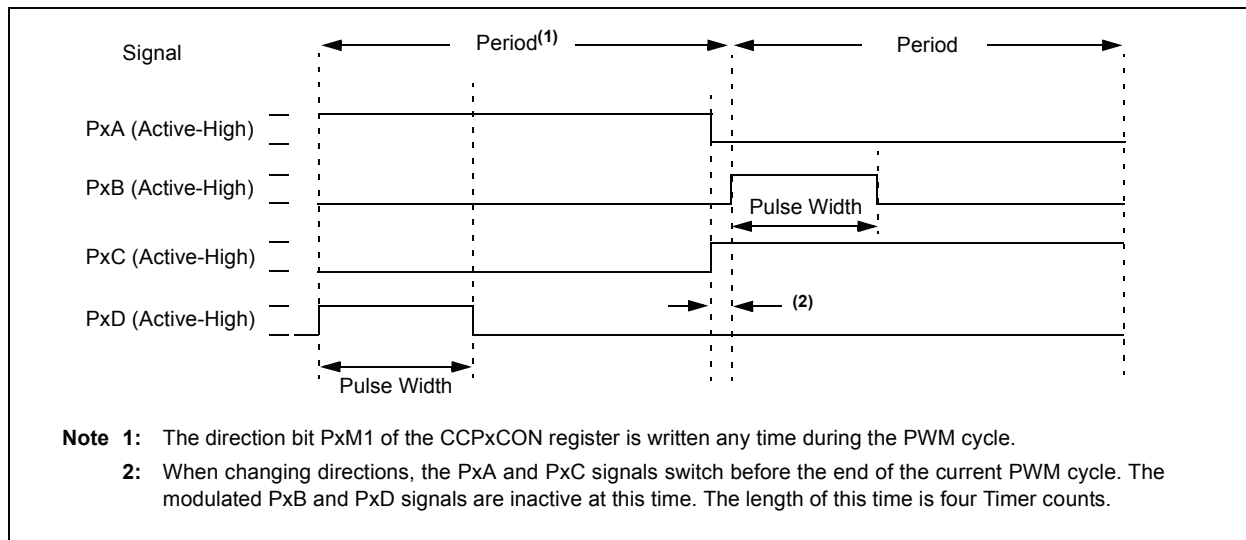 Signal
Period(1)
Period
PxA (Active-High)
PxB (Active-High)
Pulse Width
PxC (Active-High)
(2)
PxD (Active-High)
Pulse Width
Note 1: The direction bit PxM1 of the CCPxCON register is written any time during the PWM cycle.
2: When changing directions, the PxA and PxC signals switch before the end of the current PWM cycle. The
modulated PxB and PxD signals are inactive at this time. The length of this time is four Timer counts.